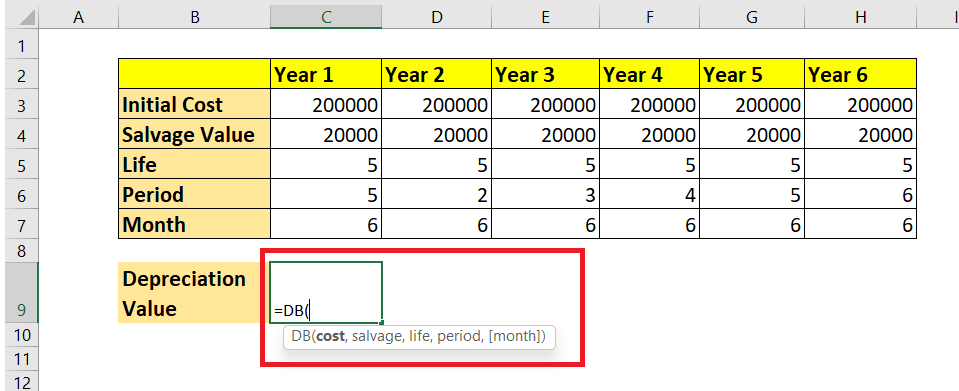 A B C D E F G H I
1
2 Year 1 Year 2 Year 3 Year 4 Year 5 Year 6
3 Initial Cost 200000 200000 200000 200000 200000 200000
4 Salvage Value 20000 20000 20000 20000 20000 20000
5 Life 5 5 5 5 5 5
6 Period 5 2 3 4 5 6
7 Month 6 6 6 6 6 6
8
Depreciation
9 Value =DB(
10 DB(cost, salvage, life, period, [month])
11
12